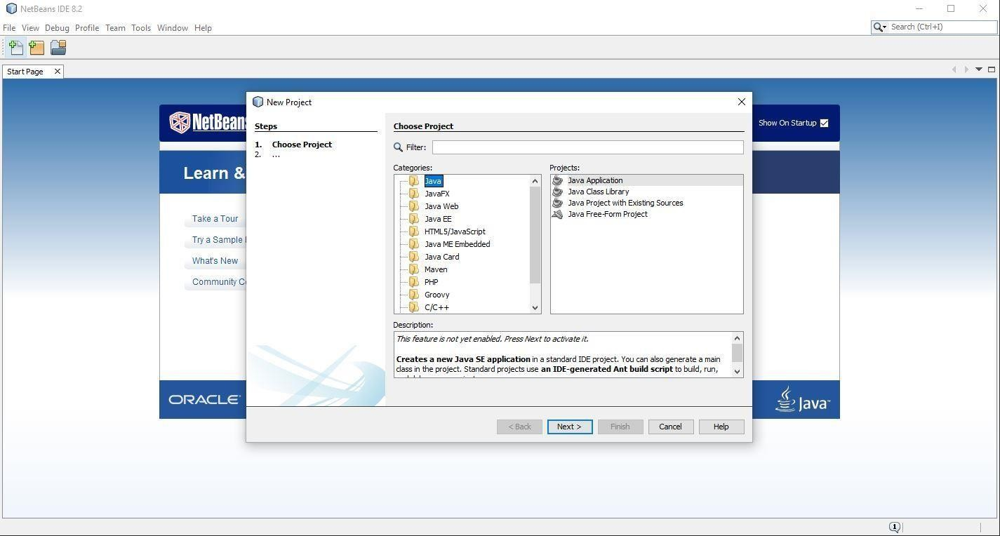 NetBeans IDE 8.2
File View Debug Profile Team Tools Window Help
Search (Ctrl+I)
Start Page
New Project
NetBeans
Show On Startup
Steps
1. Choose Project
2. ...
Choose Project
Filter:
Learn &
Categories:
Java
JavaFX
Java Web
Java EE
HTML5/JavaScript
Java ME Embedded
Java Card
Maven
PHP
Groovy
C/C++
Projects:
Java Application
Java Class Library
Java Project with Existing Sources
Java Free-Form Project
Take a Tour
Try a Sample
What's New
Community
Description:
This feature is not yet enabled. Press Next to activate it.
Creates a new Java SE application in a standard IDE project. You can also generate a main
class in the project. Standard projects use an IDE-generated Ant build script to build, run,
ORACLE
Java
< Back
Next >
Finish
Cancel
Help
1